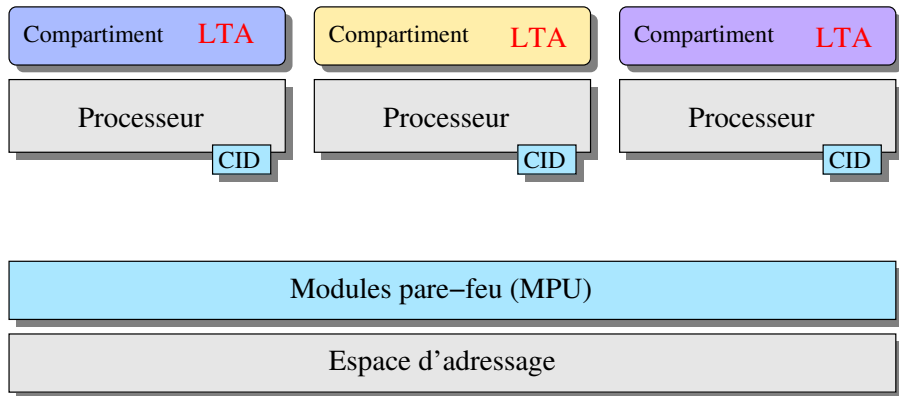 Compartiment LTA
Compartiment LTA
Compartiment LTA
Processeur
Processeur
Processeur
CID
CID
CID
Modules pare−feu (MPU)
Espace d’adressage